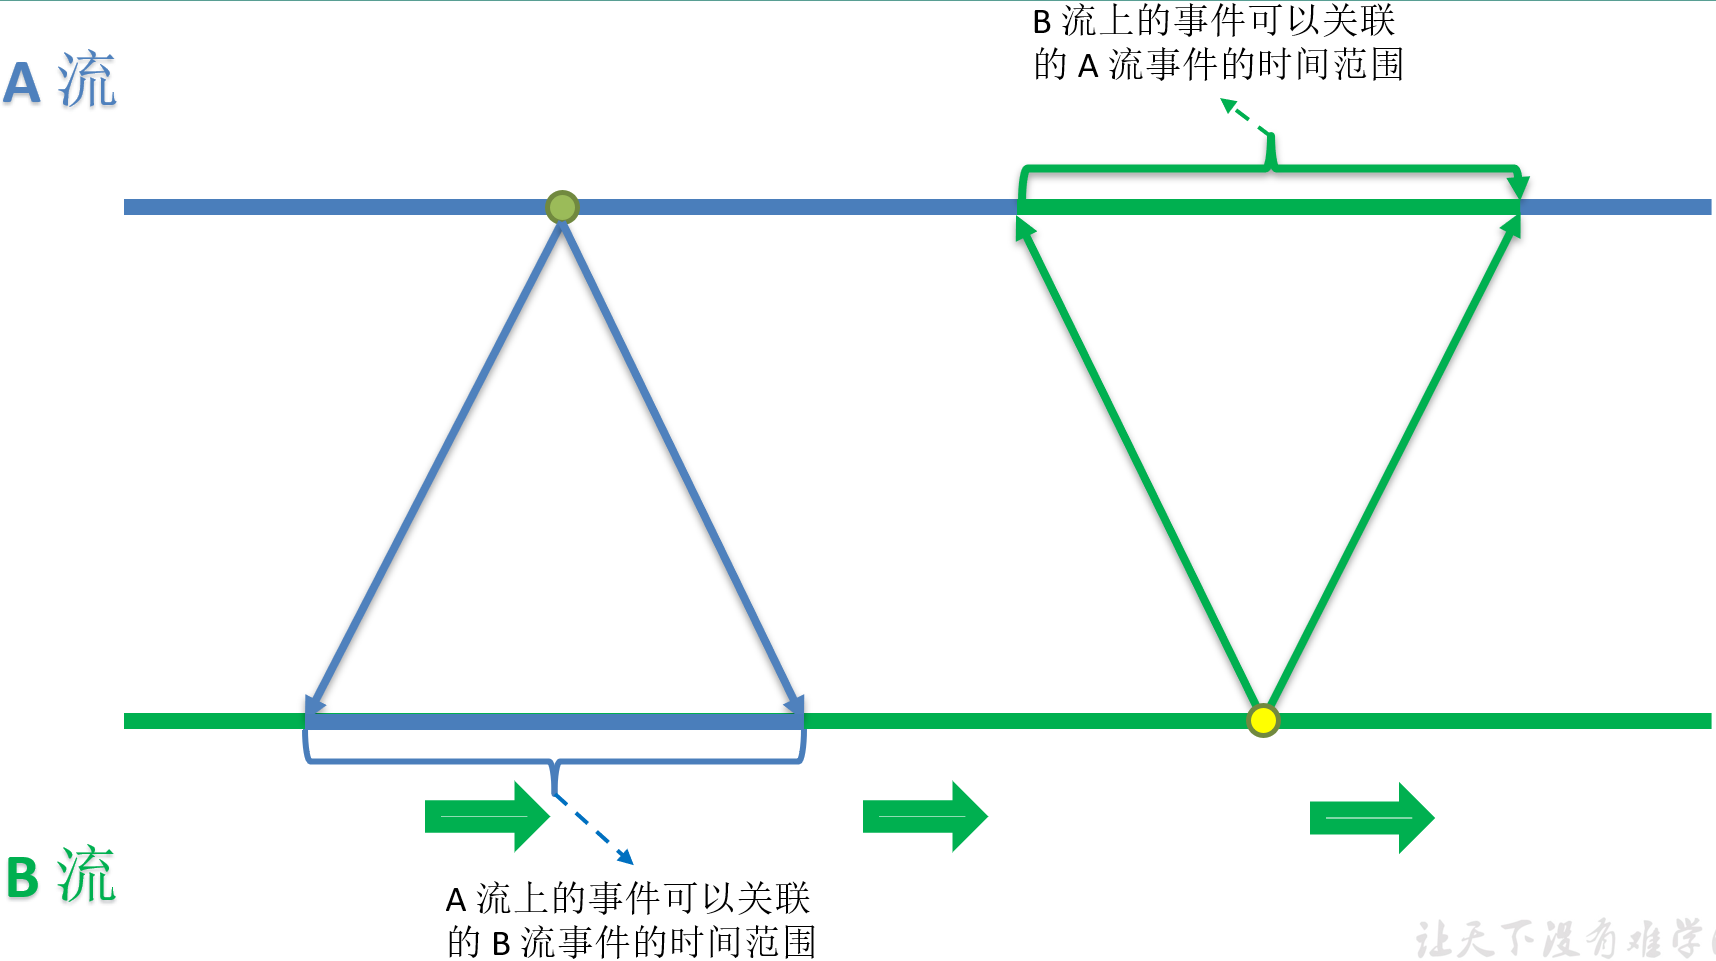 B 流上的事件可以关联
的 A 流事件的时间范围
A 流
B 流
A 流上的事件可以关联
的 B 流事件的时间范围
让天下没有难学